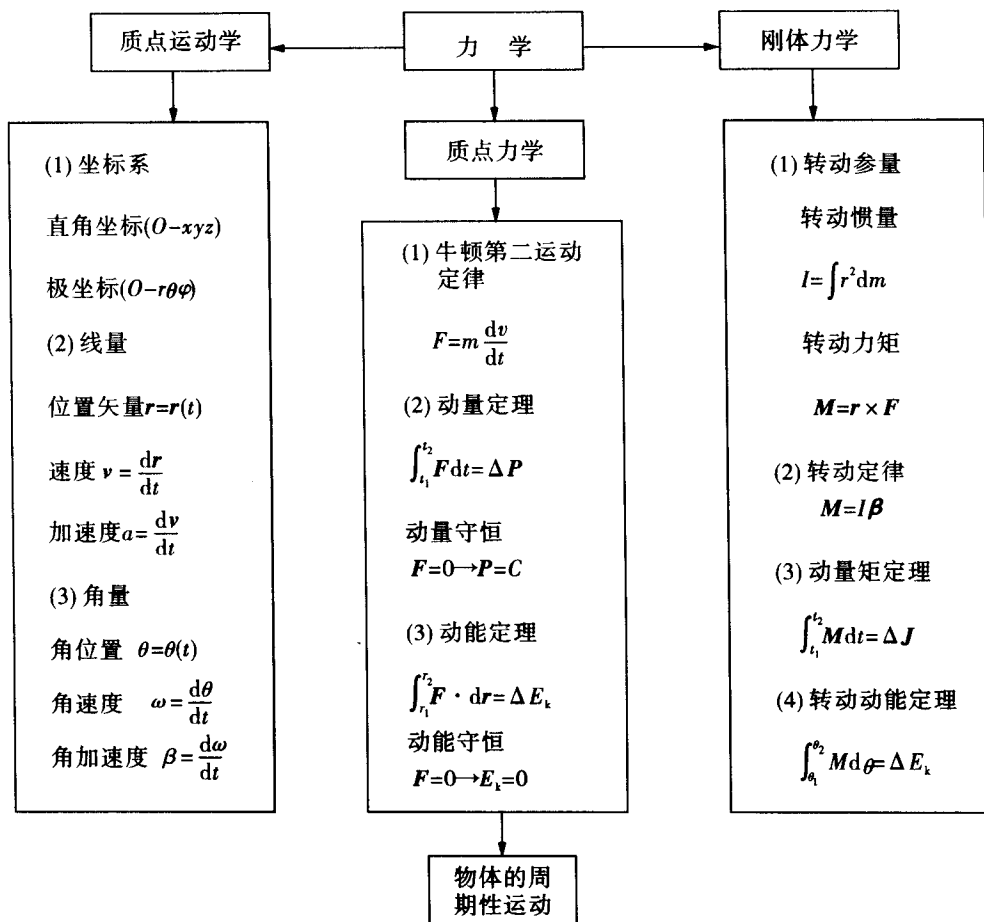 质点运动学
力 学
刚体力学
(1) 坐标系
直角坐标(O-xyz)
极坐标(O-rθφ)
(2) 线量
位置矢量r=r(t)
速度 v = dr/dt
加速度a=dv/dt
(3) 角量
角位置 θ=θ(t)
角速度 ω=dθ/dt
角加速度 β=dω/dt
质点力学
(1) 牛顿第二运动
定律
F=m dv/dt
(2) 动量定理
∫_{t₁}^{t₂} Fdt=ΔP
动量守恒
F=0→P=C
(3) 动能定理
∫_{r₁}^{r₂} F·dr=ΔE_k
动能守恒
F=0→E_k=0
物体的周
期性运动
(1) 转动参量
转动惯量
I=∫r²dm
转动力矩
M=r×F
(2) 转动定律
M=Iβ
(3) 动量矩定理
∫_{t₁}^{t₂} Mdt=ΔJ
(4) 转动动能定理
∫_{θ₁}^{θ₂} Mdθ=ΔE_k